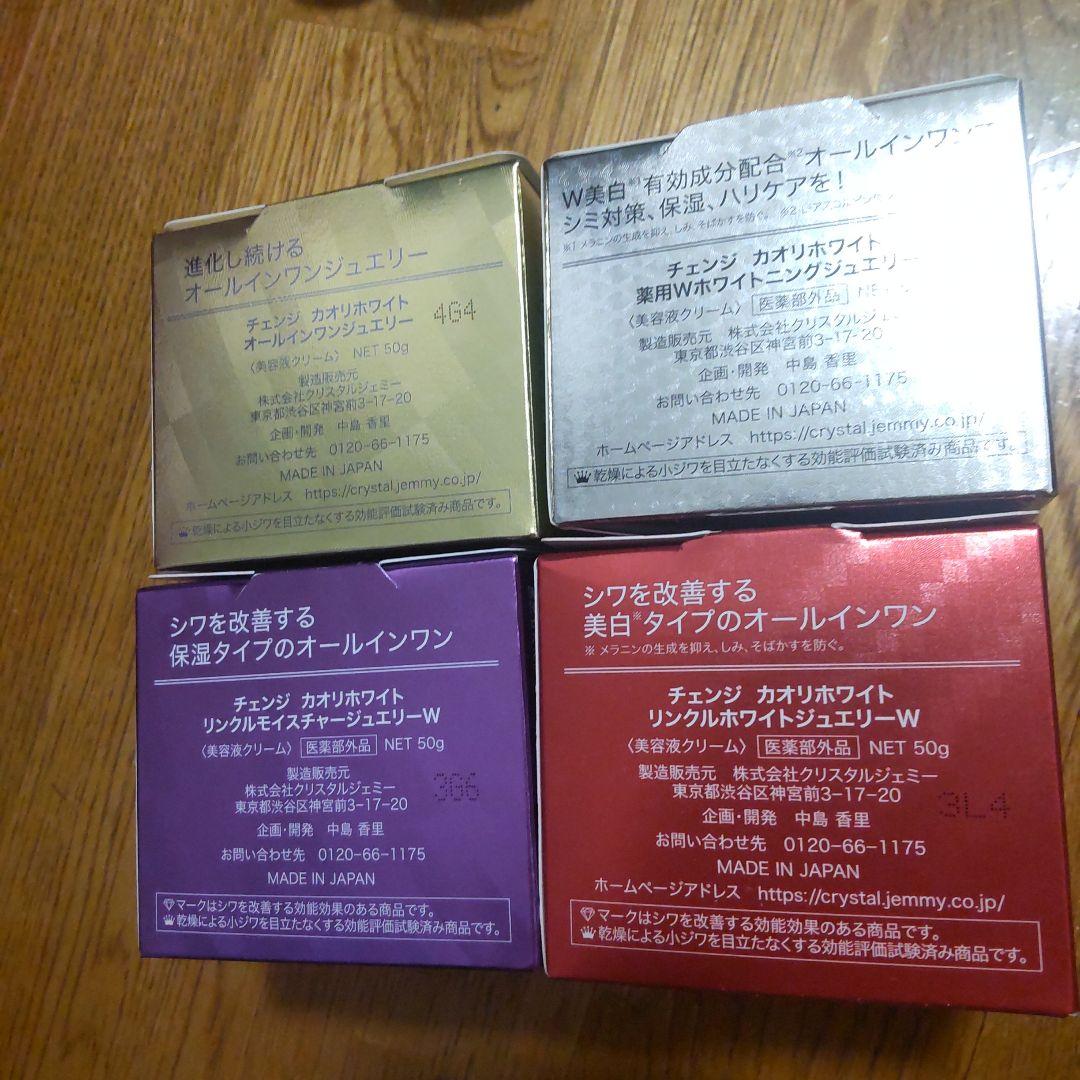 進化し続ける
オールインワンジュエリー
チェンジ カオリホワイト
オールインワンジュエリー
4G4
〈美容液クリーム〉 NET 50g
製造販売元
株式会社クリスタルジェミー
東京都渋谷区神宮前3-17-20
企画・開発 中島 香里
お問い合わせ先 0120-66-1175
MADE IN JAPAN
ホームページアドレス https://crystal.jemmy.co.jp/
乾燥による小ジワを目立たなくする効能評価試験済み商品です。
W美白※1有効成分配合※2オールインワン
シミ対策、保湿、ハリケアを!
※1 メラニンの生成を抑え、しみ、そばかすを防ぐ。 ※2
チェンジ カオリホワイト
薬用Wホワイトニングジュエリー
〈美容液クリーム〉 医薬部外品
製造販売元 株式会社クリスタルジェ
東京都渋谷区神宮前3-17-20
企画・開発 中島 香里
お問い合わせ先 0120-66-1175
MADE IN JAPAN
ホームページアドレス https://crystal.jemmy.co.jp/
乾燥による小ジワを目立たなくする効能評価試験済み商品です。
シワを改善する
保湿タイプのオールインワン
チェンジ カオリホワイト
リンクルモイスチャージュエリーW
〈美容液クリーム〉 医薬部外品 NET 50g
製造販売元
株式会社クリスタルジェミー
3G6
東京都渋谷区神宮前3-17-20
企画・開発 中島 香里
お問い合わせ先 0120-66-1175
MADE IN JAPAN
マークはシワを改善する効能効果のある商品です。
乾燥による小ジワを目立たなくする効能評価試験済み商品です。
シワを改善する
美白※タイプのオールインワン
※ メラニンの生成を抑え、しみ、そばかすを防ぐ。
チェンジ カオリホワイト
リンクルホワイトジュエリーW
〈美容液クリーム〉 医薬部外品 NET 50g
製造販売元 株式会社クリスタルジェミー
東京都渋谷区神宮前3-17-20
3L4
企画・開発 中島 香里
お問い合わせ先 0120-66-1175
MADE IN JAPAN
ホームページアドレス https://crystal.jemmy.co.jp/
マークはシワを改善する効能効果のある商品です。
乾燥による小ジワを目立たなくする効能評価試験済み商品です。